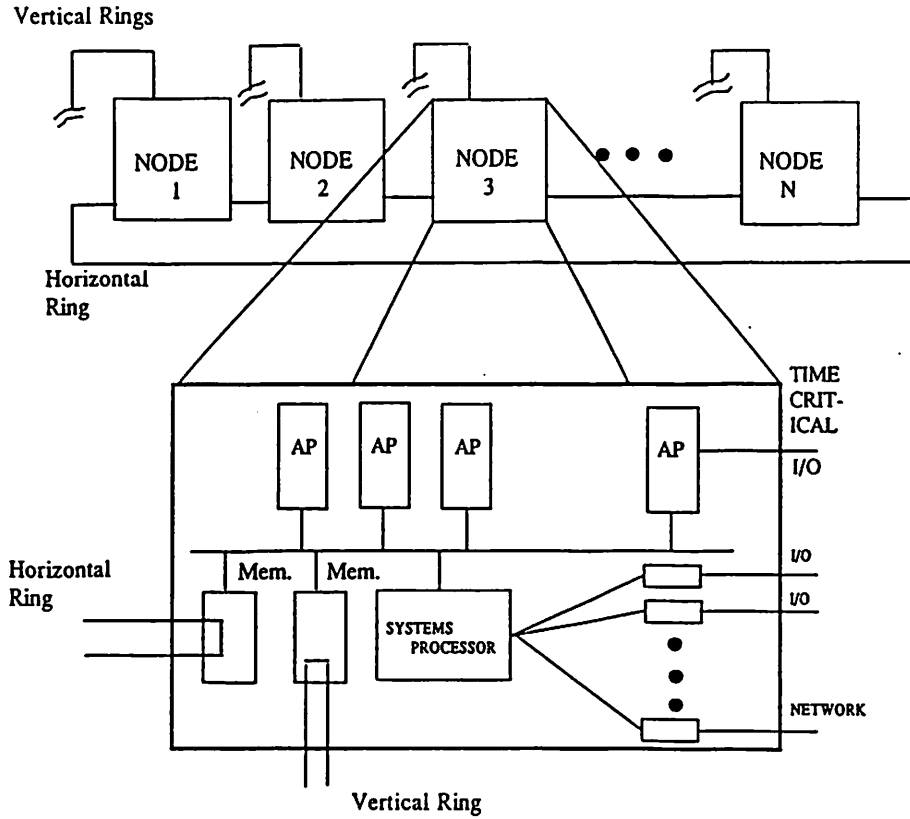 Vertical Rings
NODE
1
NODE
2
NODE
3
NODE
N
Horizontal
Ring
TIME
CRIT-
ICAL
I/O
AP
AP
AP
AP
Horizontal
Ring
Mem.
Mem.
SYSTEMS
PROCESSOR
I/O
I/O
NETWORK
Vertical Ring